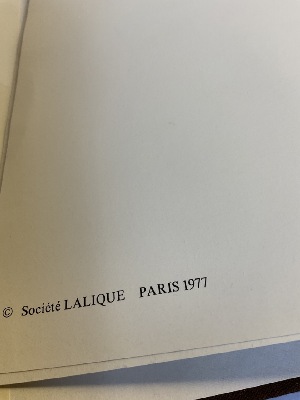 © Société LALIQUE PARIS 1977